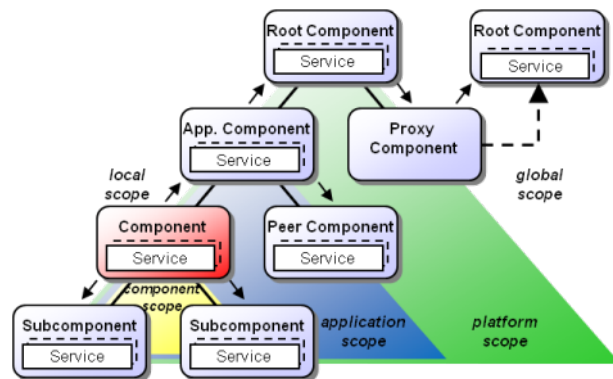 Root Component
Service
Root Component
Service
App. Component
Service
Proxy
Component
local
scope
global
scope
Component
Service
Peer Component
Service
component
scope
Subcomponent
Service
Subcomponent
Service
application
scope
platform
scope